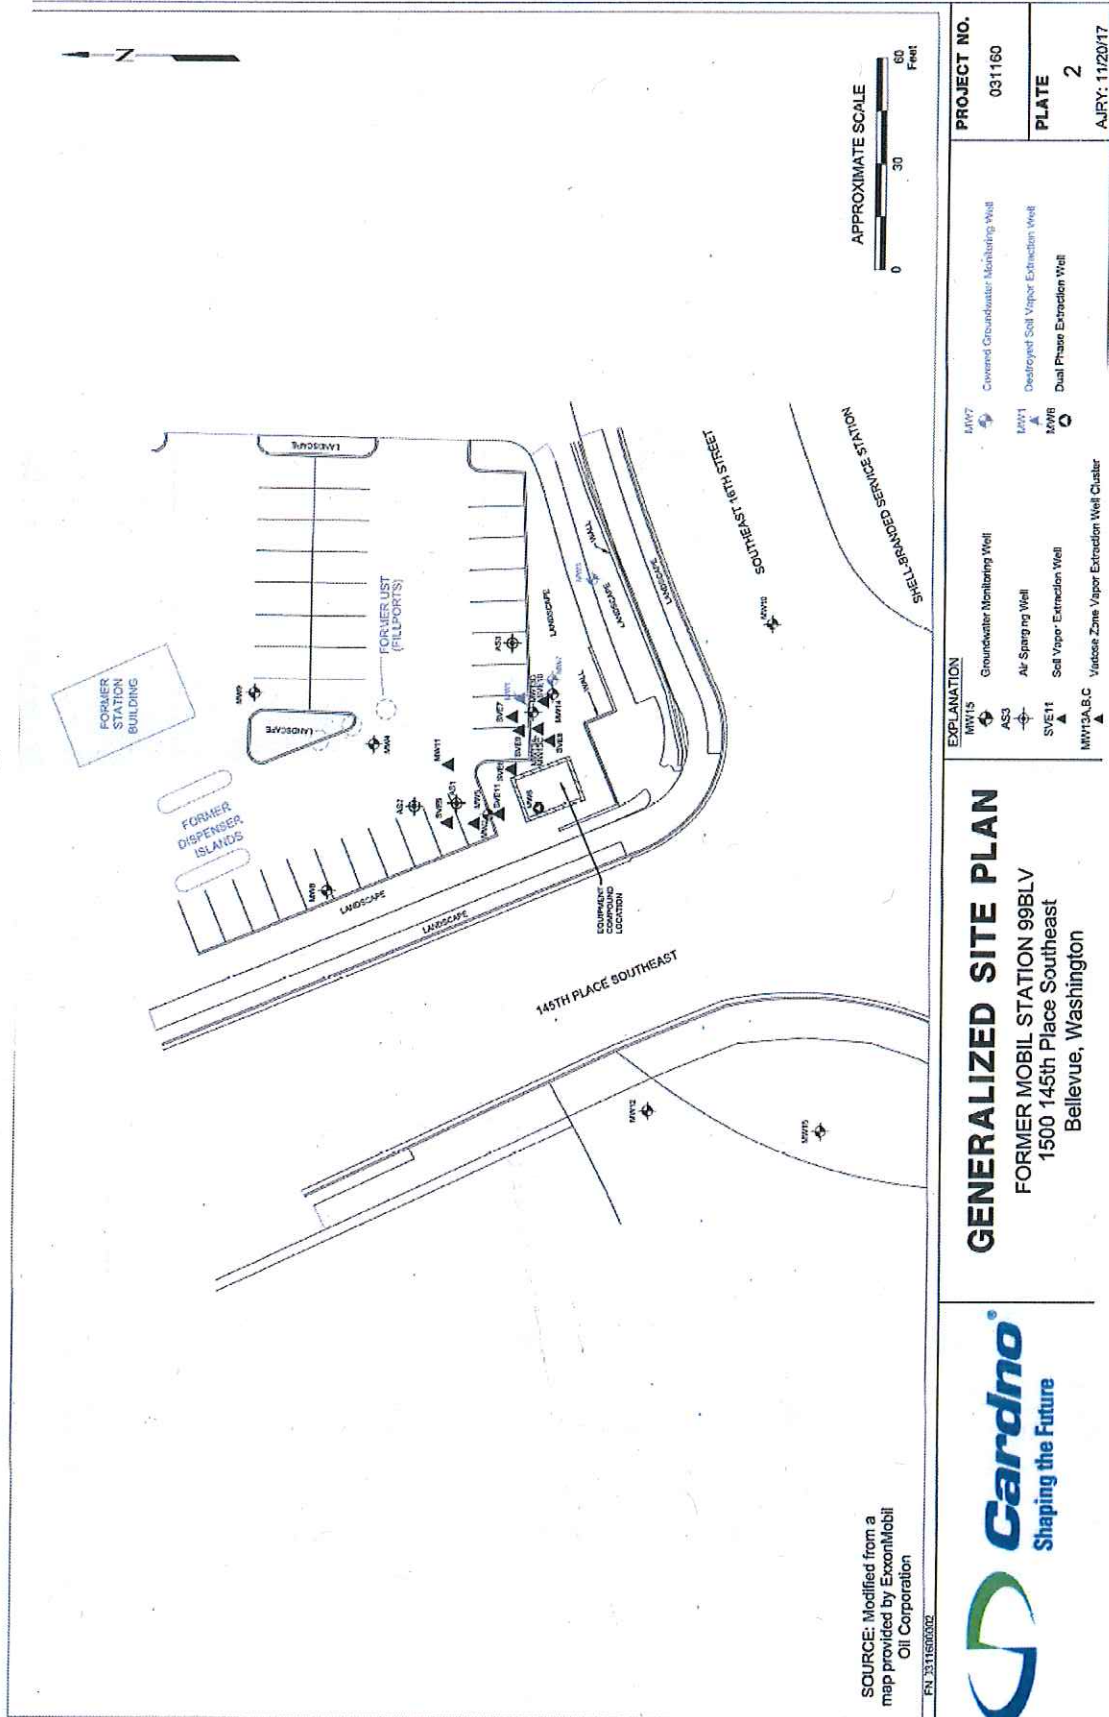 N
FORMER
STATION
BUILDING
FORMER
DISPENSER
ISLANDS
MW9
LANDSCAPE
LANDSCAPE
FORMER UST
(FILLPORTS)
MW4
MW8
LANDSCAPE
LANDSCAPE
AS2
MW11
AS1
AS3
SVE7
SVE11
MW14
MW6
LANDSCAPE
WALL
WALL
LANDSCAPE
LANDSCAPE
EQUIPMENT
COMPOUND
LOCATION
145TH PLACE SOUTHEAST
SOUTHEAST 16TH STREET
MW10
MW12
MW15
SHELL-BRANDED SERVICE STATION
APPROXIMATE SCALE
0 30 60
Feet
SOURCE: Modified from a
map provided by ExxonMobil
Oil Corporation
Cardno®
Shaping the Future
GENERALIZED SITE PLAN
FORMER MOBIL STATION 99BLV
1500 145th Place Southeast
Bellevue, Washington
EXPLANATION
MW15 Groundwater Monitoring Well
AS3 Air Sparging Well
SVE11 Soil Vapor Extraction Well
MW13A,B,C Vadose Zone Vapor Extraction Well Cluster
MW7 Covered Groundwater Monitoring Well
MW1 Destroyed Soil Vapor Extraction Well
MW6 Dual Phase Extraction Well
PROJECT NO.
031160
PLATE
2
AJRY: 11/20/17